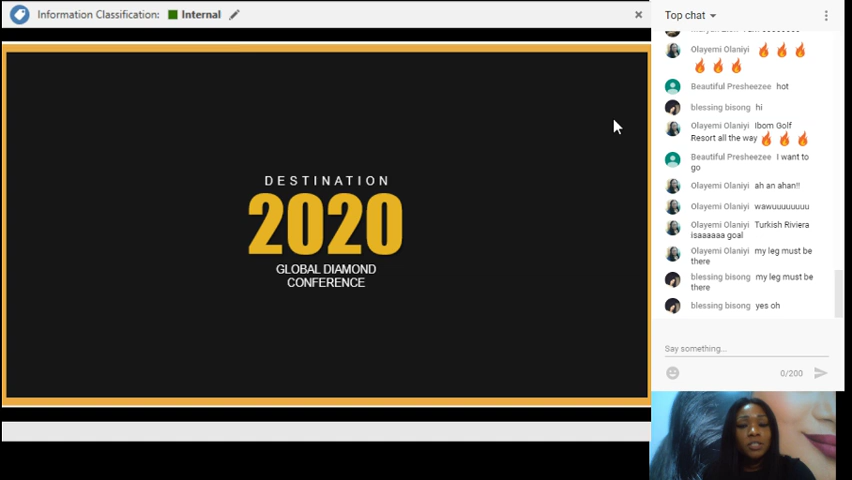 Information Classification: Internal
DESTINATION
2020
GLOBAL DIAMOND
CONFERENCE
Top chat
Olayemi Olaniyi
Beautiful Presheezee hot
blessing bisong hi
Olayemi Olaniyi Ibom Golf
Resort all the way
Beautiful Presheezee I want to
go
Olayemi Olaniyi ah an ahan!!
Olayemi Olaniyi wawuuuuuuuu
Olayemi Olaniyi Turkish Riviera
isaaaaaa goal
Olayemi Olaniyi my leg must be
there
blessing bisong my leg must be
there
blessing bisong yes oh
Say something...
0/200